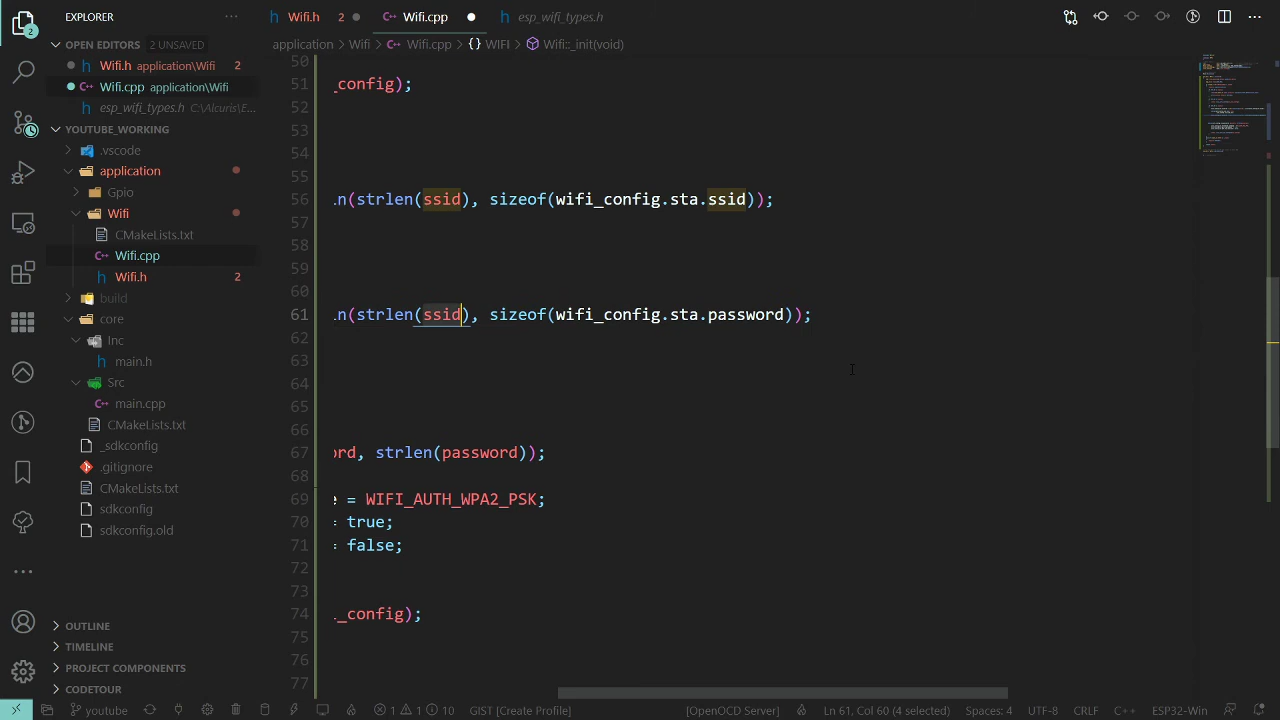 EXPLORER
···
Wifi.h 2
Wifi.cpp
esp_wifi_types.h
OPEN EDITORS 2 UNSAVED
application > Wifi > Wifi.cpp > {} WIFI > Wifi::_init(void)
Wifi.h application\Wifi 2
Wifi.cpp application\Wifi
esp_wifi_types.h C:\Alcuris\E...
YOUTUBE_WORKING
.vscode
application
Gpio
Wifi
CMakeLists.txt
Wifi.cpp
Wifi.h 2
build
core
Inc
main.h
Src
main.cpp
CMakeLists.txt
_sdkconfig
.gitignore
CMakeLists.txt
sdkconfig
sdkconfig.old
OUTLINE
TIMELINE
PROJECT COMPONENTS
CODETOUR
50
51 _config);
52
53
54
55
56 n(strlen(ssid), sizeof(wifi_config.sta.ssid));
57
58
59
60
61 n(strlen(ssid), sizeof(wifi_config.sta.password));
62
63
64
65
66
67 ord, strlen(password));
68
69 e = WIFI_AUTH_WPA2_PSK;
70 = true;
71 = false;
72
73
74 _config);
75
76
77
youtube
1 1 10
GIST [Create Profile]
[OpenOCD Server]
Ln 61, Col 60 (4 selected)
Spaces: 4
UTF-8
CRLF
C++
ESP32-Win